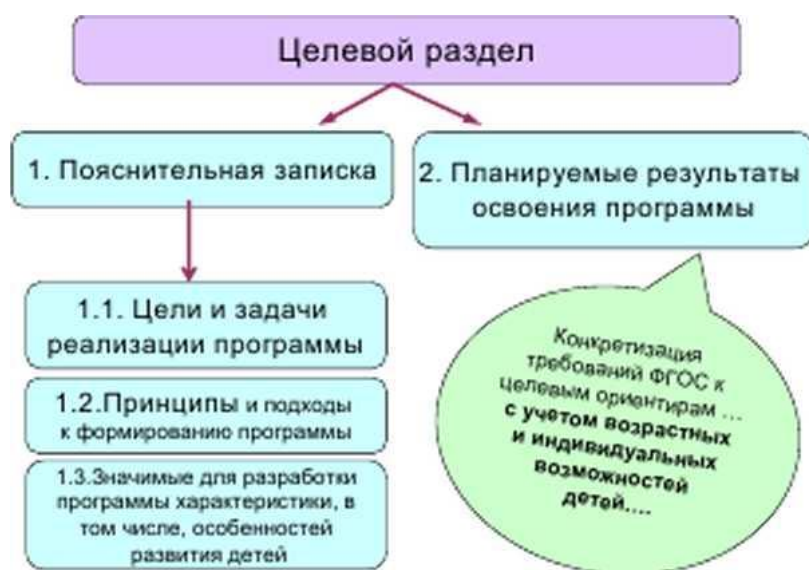 Целевой раздел
1. Пояснительная записка
2. Планируемые результаты
освоения программы
1.1. Цели и задачи
реализации программы
1.2.Принципы и подходы
к формированию программы
1.3.Значимые для разработки
программы характеристики, в
том числе, особенностей
развития детей
Конкретизация
требований ФГОС к
целевым ориентирам ...
с учетом возрастных
и индивидуальных
возможностей
детей....